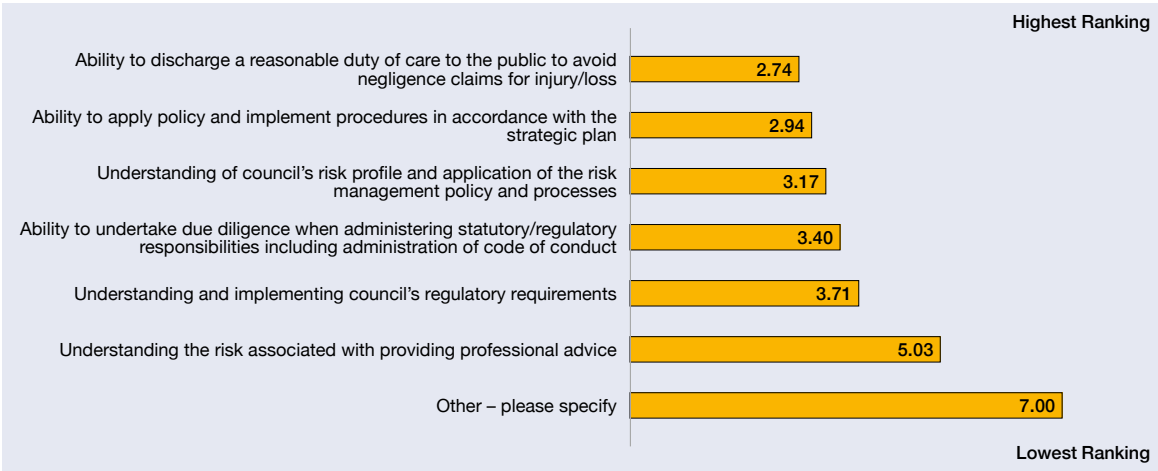 Highest Ranking
Ability to discharge a reasonable duty of care to the public to avoid
negligence claims for injury/loss
2.74
Ability to apply policy and implement procedures in accordance with the
strategic plan
2.94
Understanding of council’s risk profile and application of the risk
management policy and processes
3.17
Ability to undertake due diligence when administering statutory/regulatory
responsibilities including administration of code of conduct
3.40
Understanding and implementing council’s regulatory requirements
3.71
Understanding the risk associated with providing professional advice
5.03
Other – please specify
7.00
Lowest Ranking